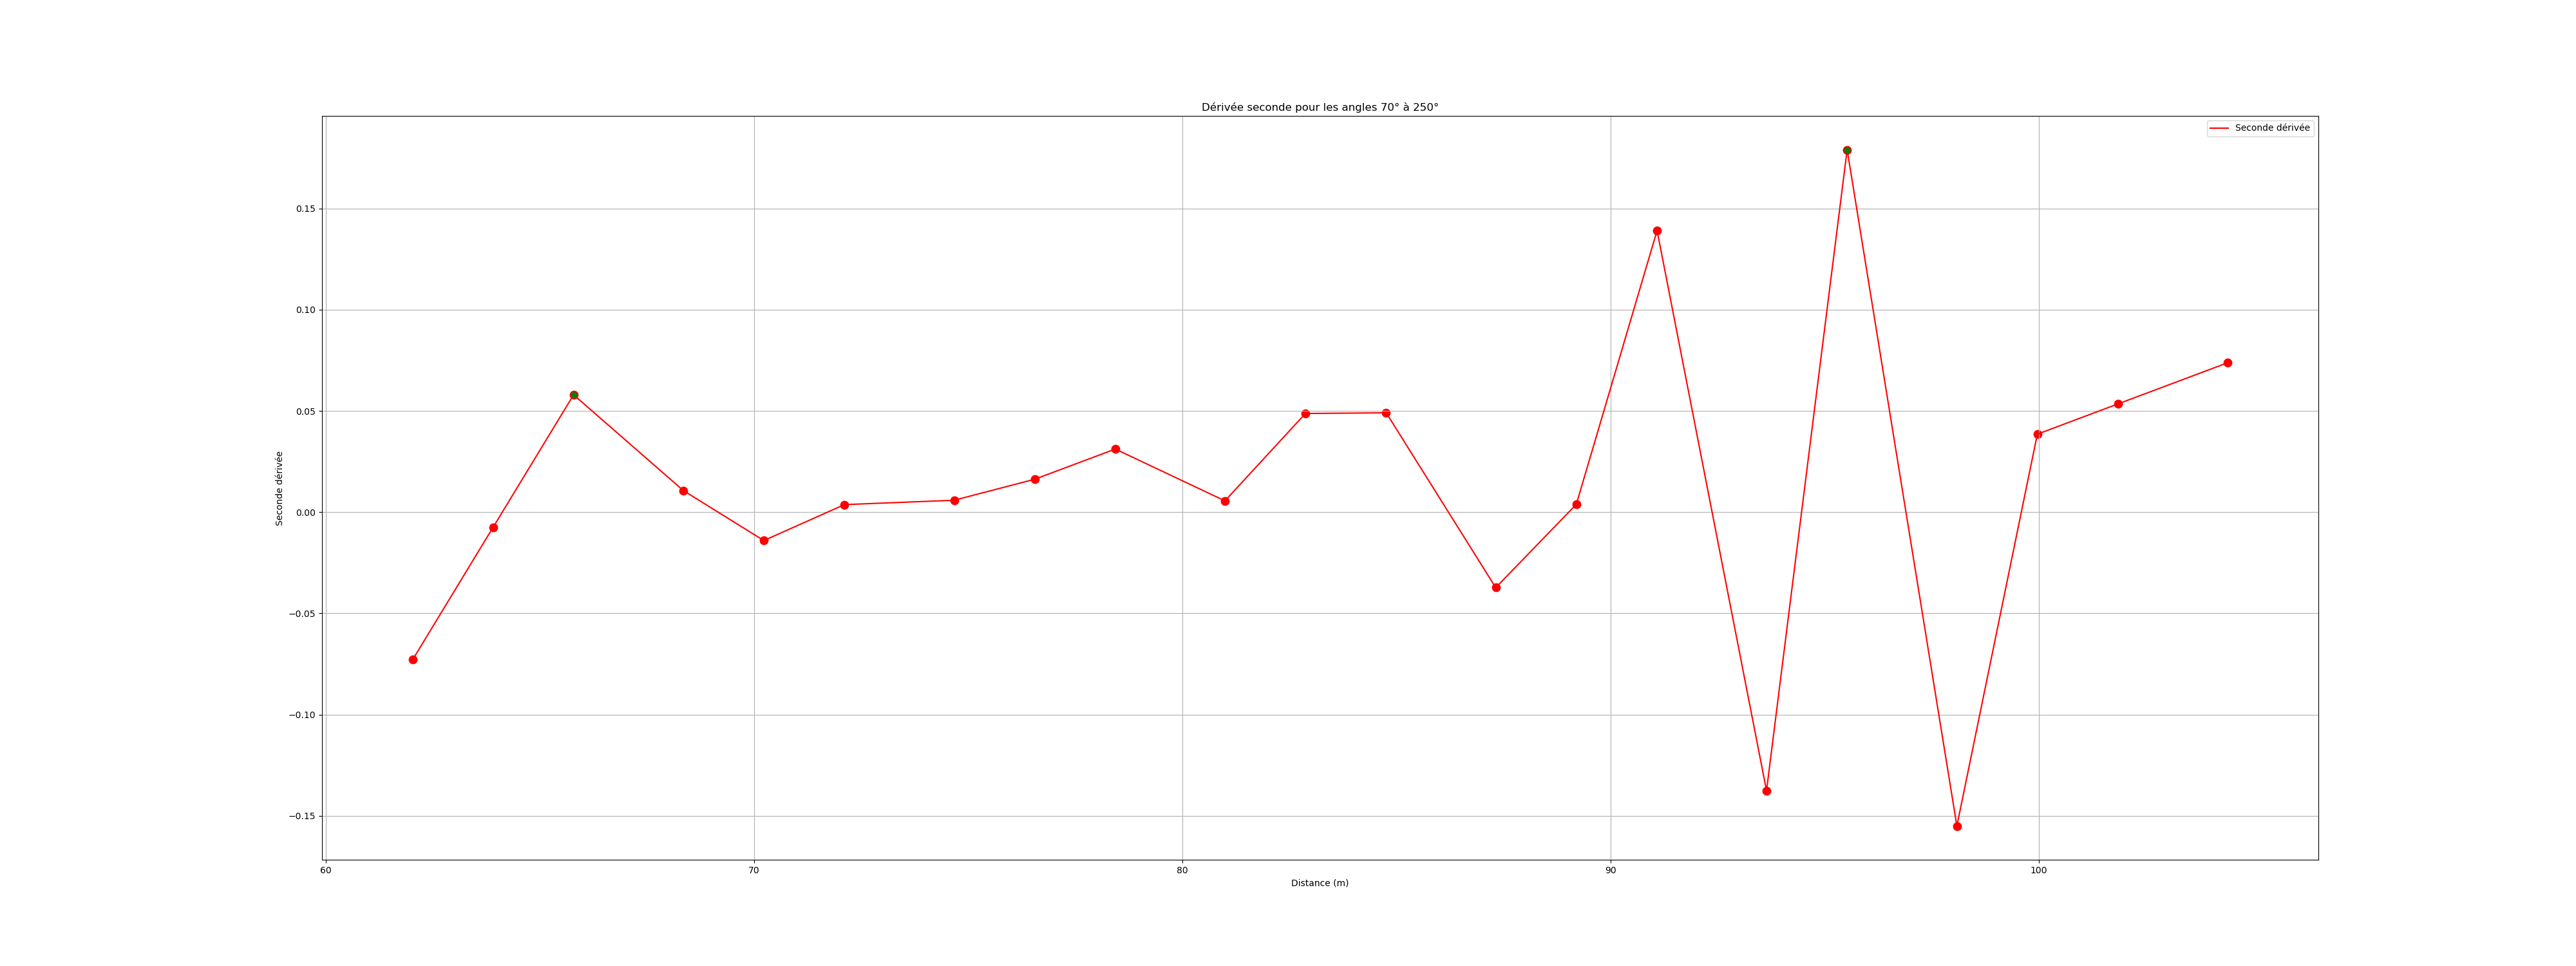 Dérivée seconde pour les angles 70° à 250°
Seconde dérivée
0.15
0.10
0.05
0.00
−0.05
−0.10
−0.15
Seconde dérivée
60 70 80 90 100
Distance (m)